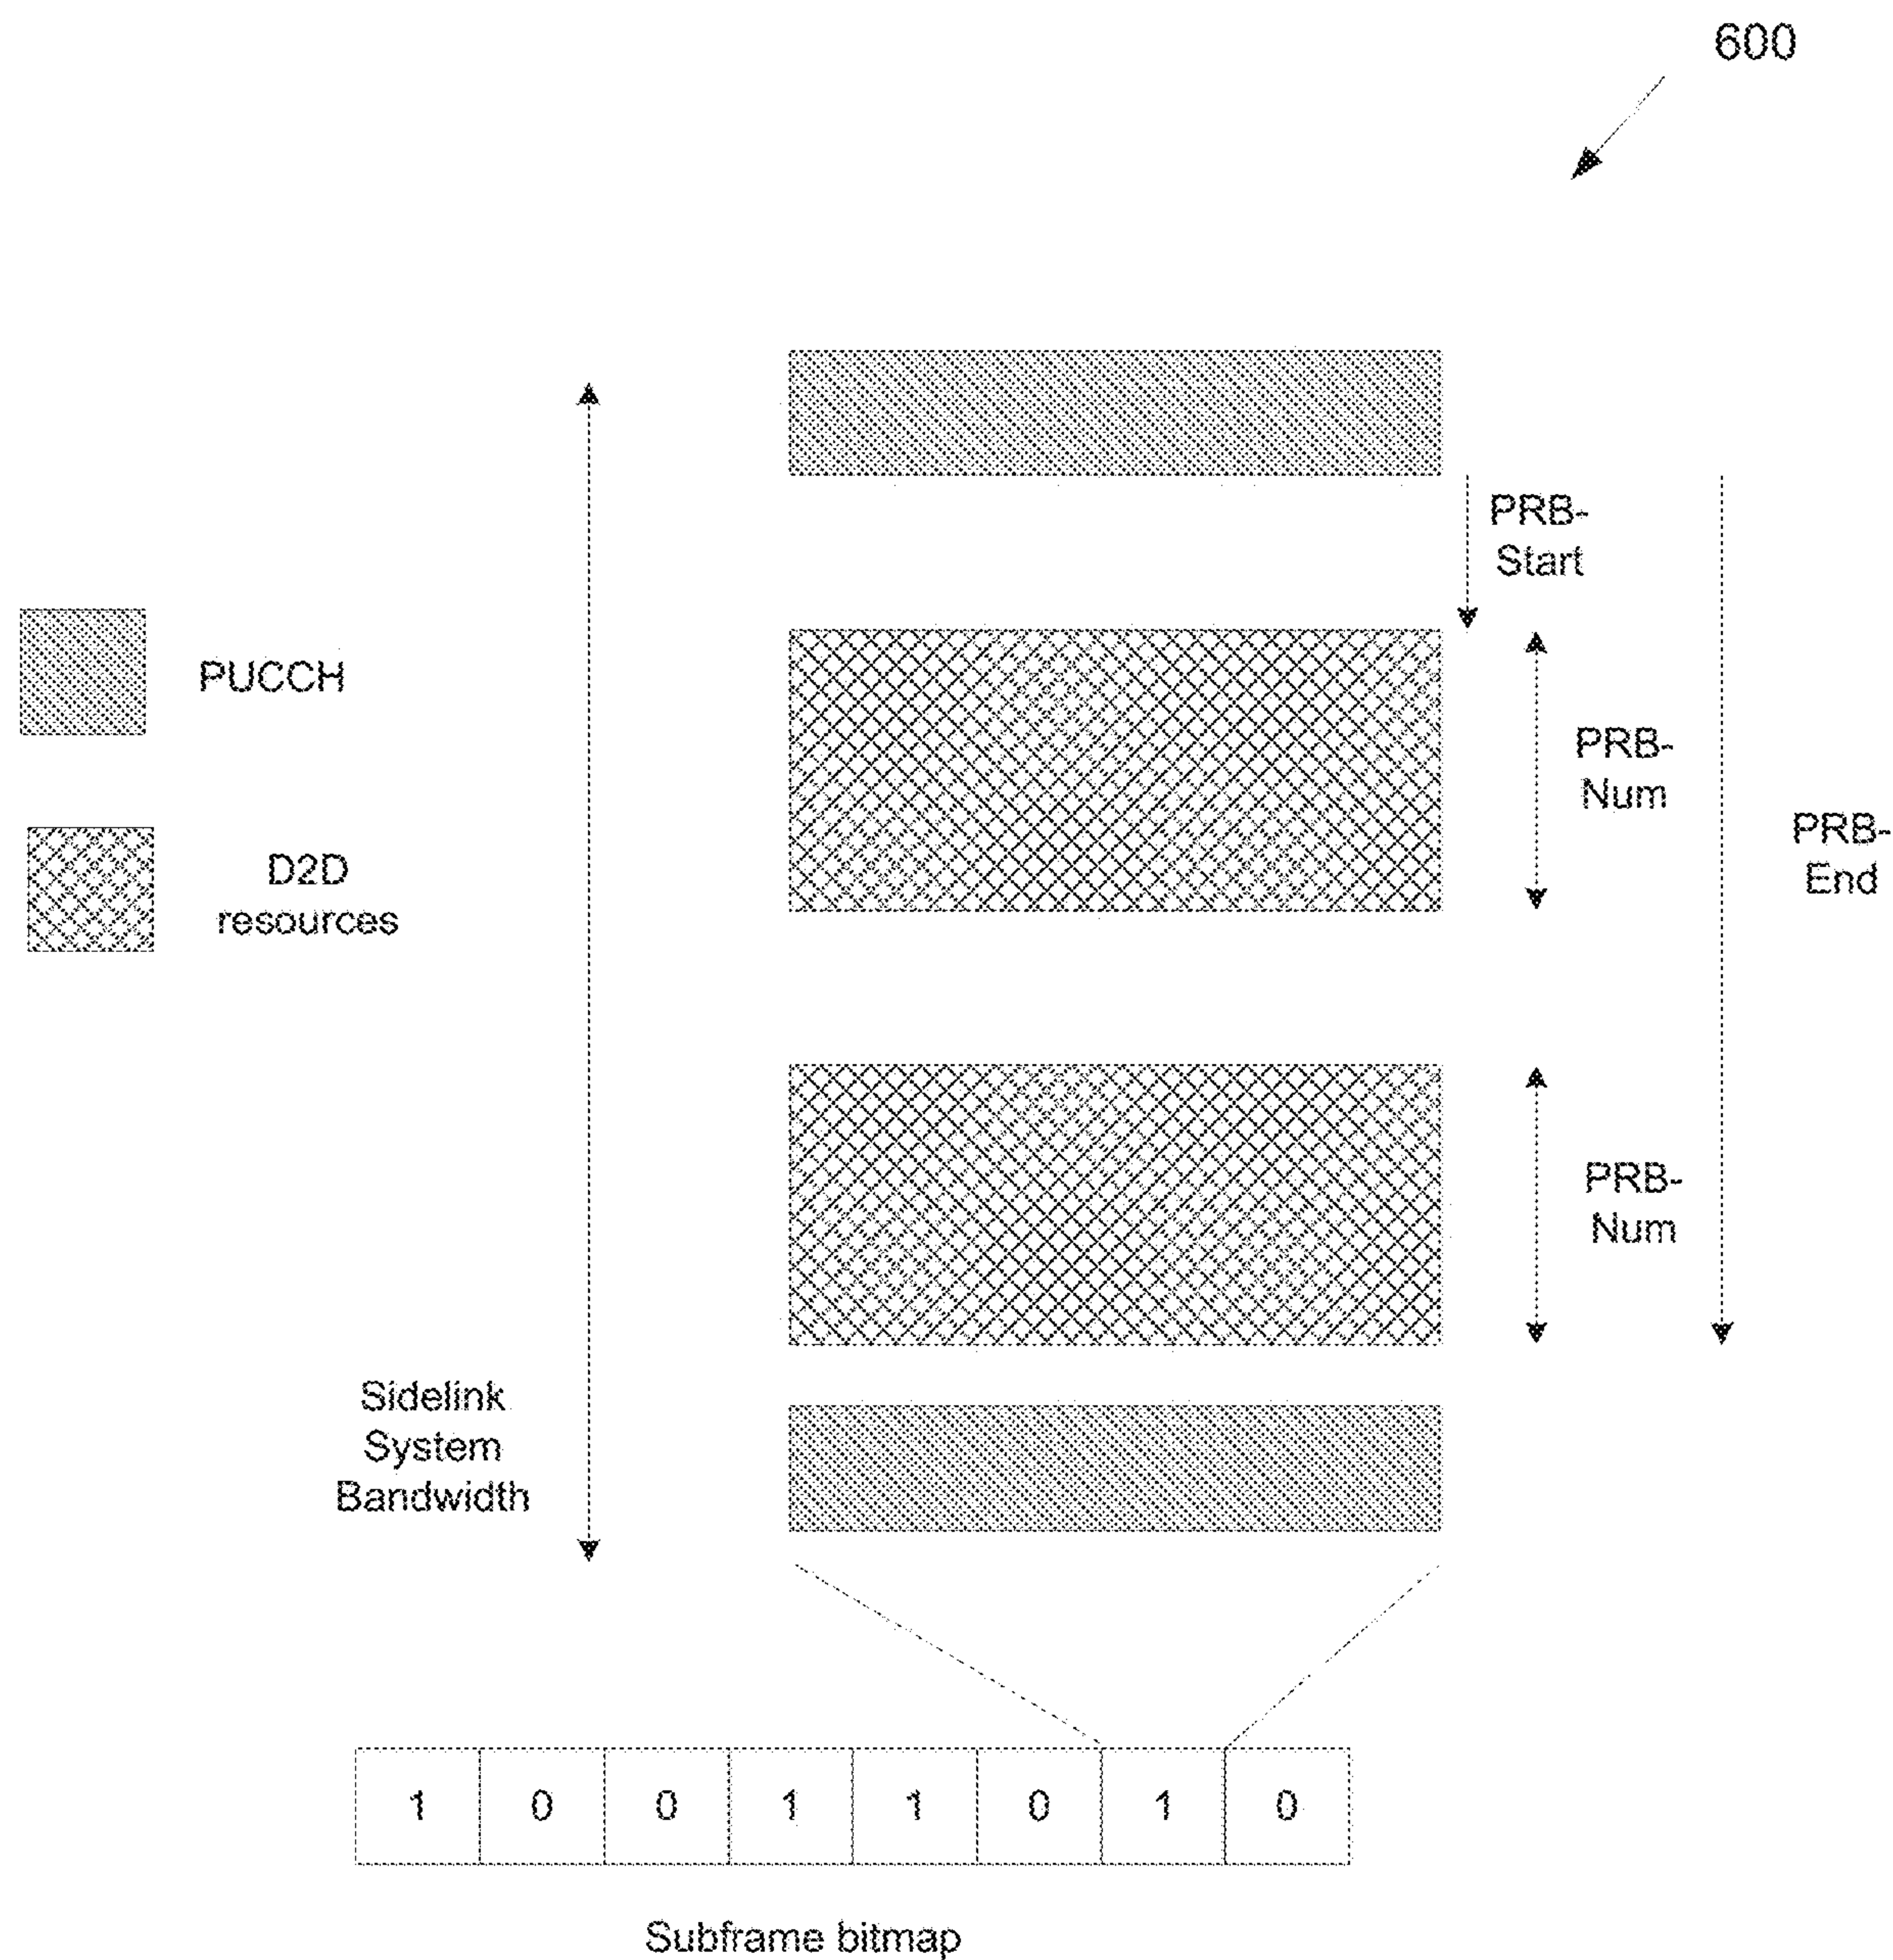 600
PRB-
Start
PUCCH
PRB-
Num
PRB-
End
D2D
resources
PRB-
Num
Sidelink
System
Bandwidth
1 0 0 1 1 0 1 0
Subframe bitmap